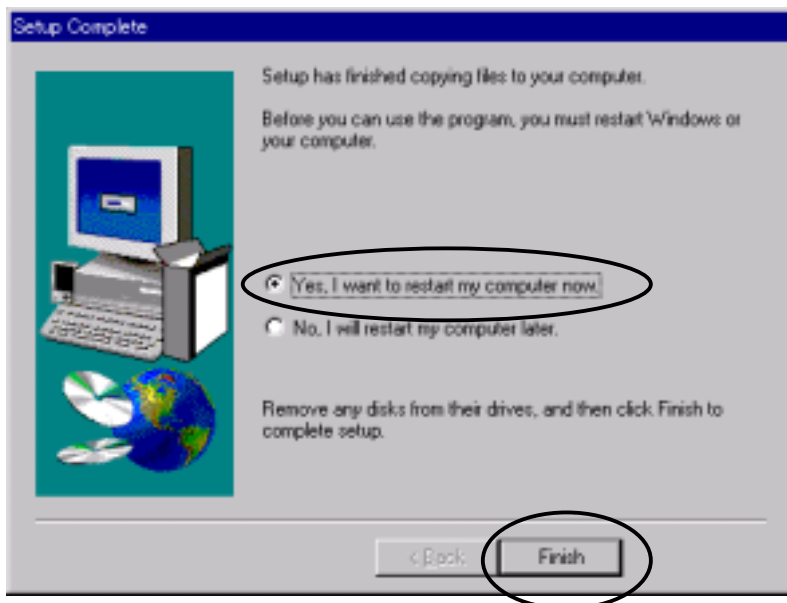 Setup Complete
Setup has finished copying files to your computer.
Before you can use the program, you must restart Windows or
your computer.
Yes, I want to restart my computer now.
No, I will restart my computer later.
Remove any disks from their drives, and then click Finish to
complete setup.
< Back
Finish